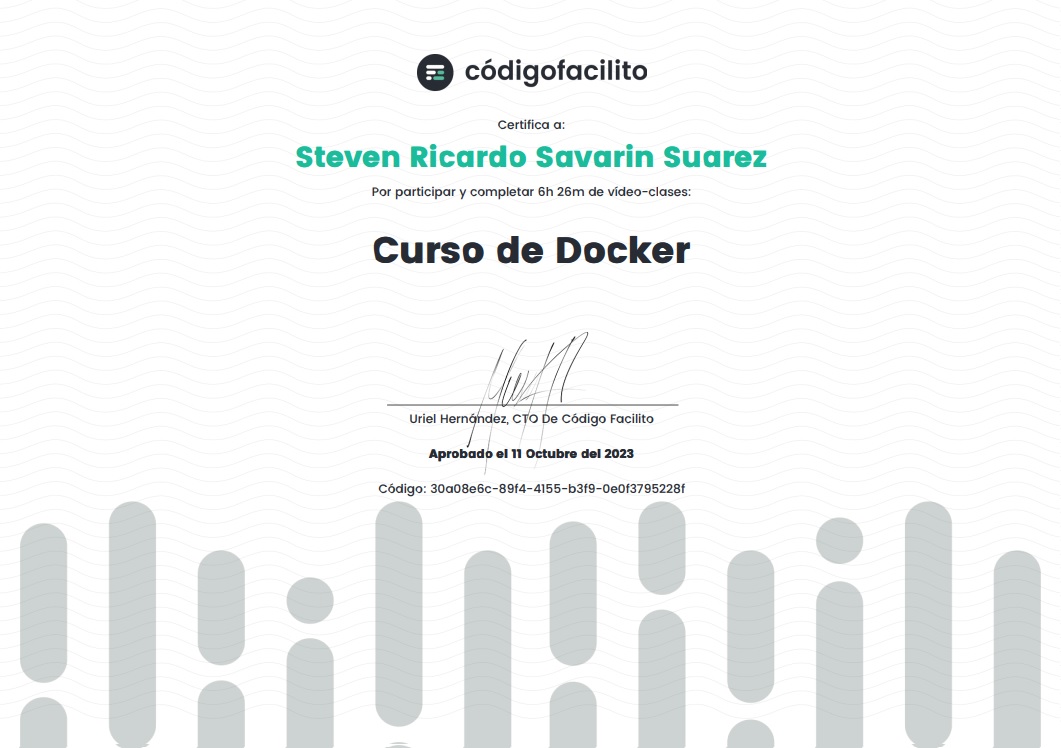 códigofacilito
Certifica a:
Steven Ricardo Savarin Suarez
Por participar y completar 6h 26m de vídeo-clases:
Curso de Docker
Uriel Hernández, CTO De Código Facilito
Aprobado el 11 Octubre del 2023
Código: 30a08e6c-89f4-4155-b3f9-0e0f3795228f